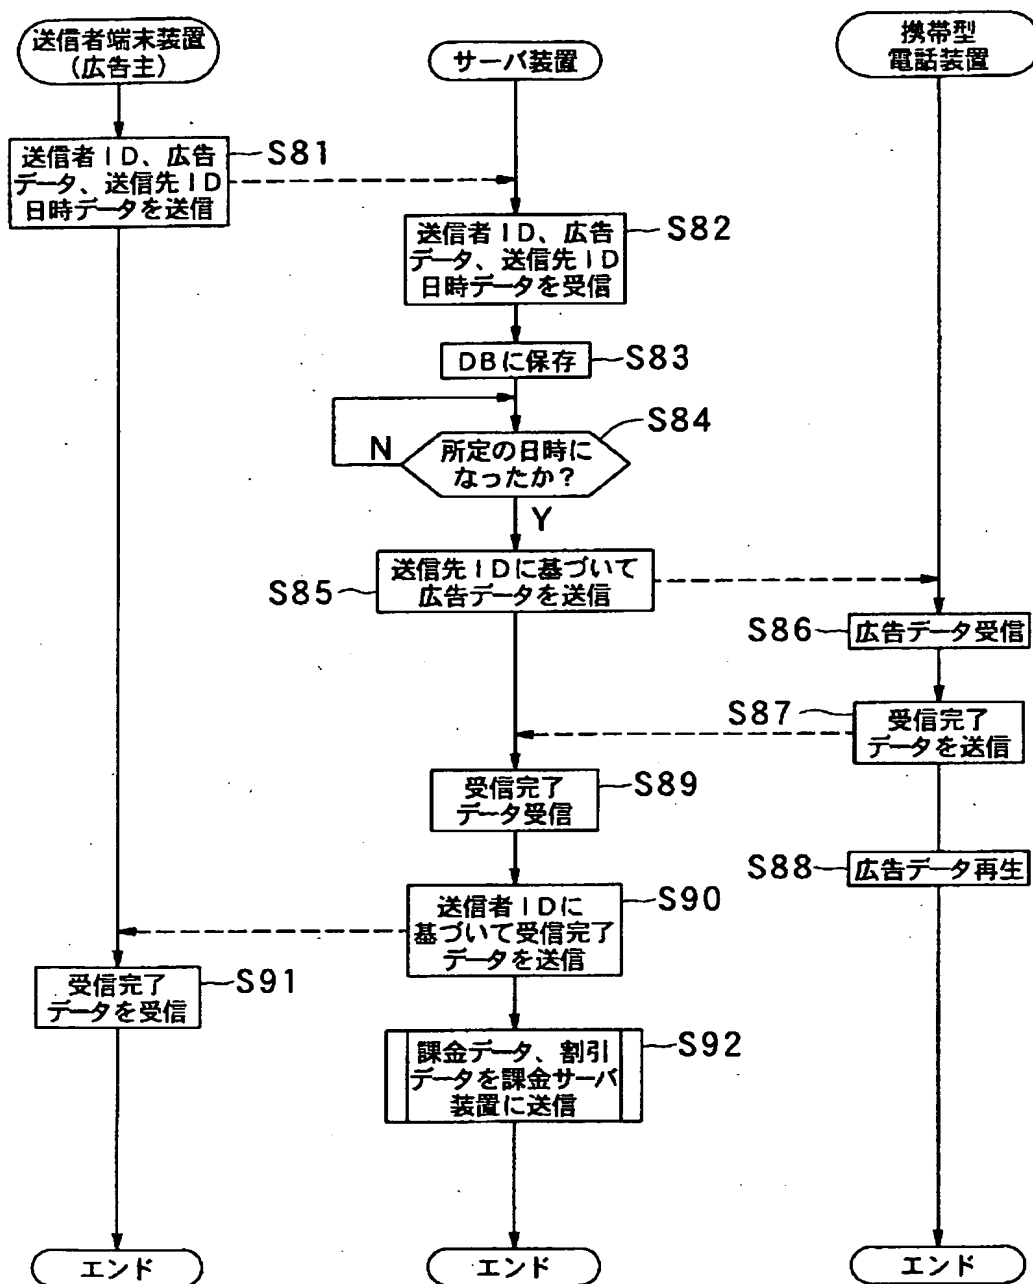 送信者端末装置
(広告主)
サーバ装置
携帯型
電話装置
送信者ID、広告
データ、送信先ID
日時データを送信
S81
送信者ID、広告
データ、送信先ID
日時データを受信
S82
DBに保存
S83
所定の日時に
なったか?
S84
N
Y
送信先IDに基づいて
広告データを送信
S85
S86
広告データ受信
S87
受信完了
データを送信
受信完了
データ受信
S89
S88
広告データ再生
送信者IDに
基づいて受信完了
データを送信
S90
受信完了
データを受信
S91
課金データ、割引
データを課金サーバ
装置に送信
S92
エンド
エンド
エンド